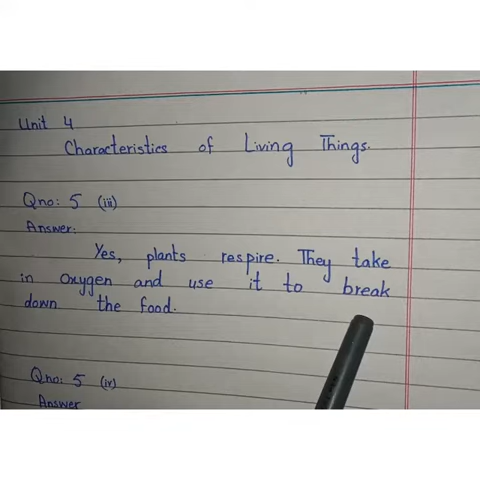 Unit 4
Characteristics of Living Things.
Qno: 5 (iii)
Answer:
Yes, plants respire. They take
in oxygen and use it to break
down the food.
Qno: 5 (iv)
Answer